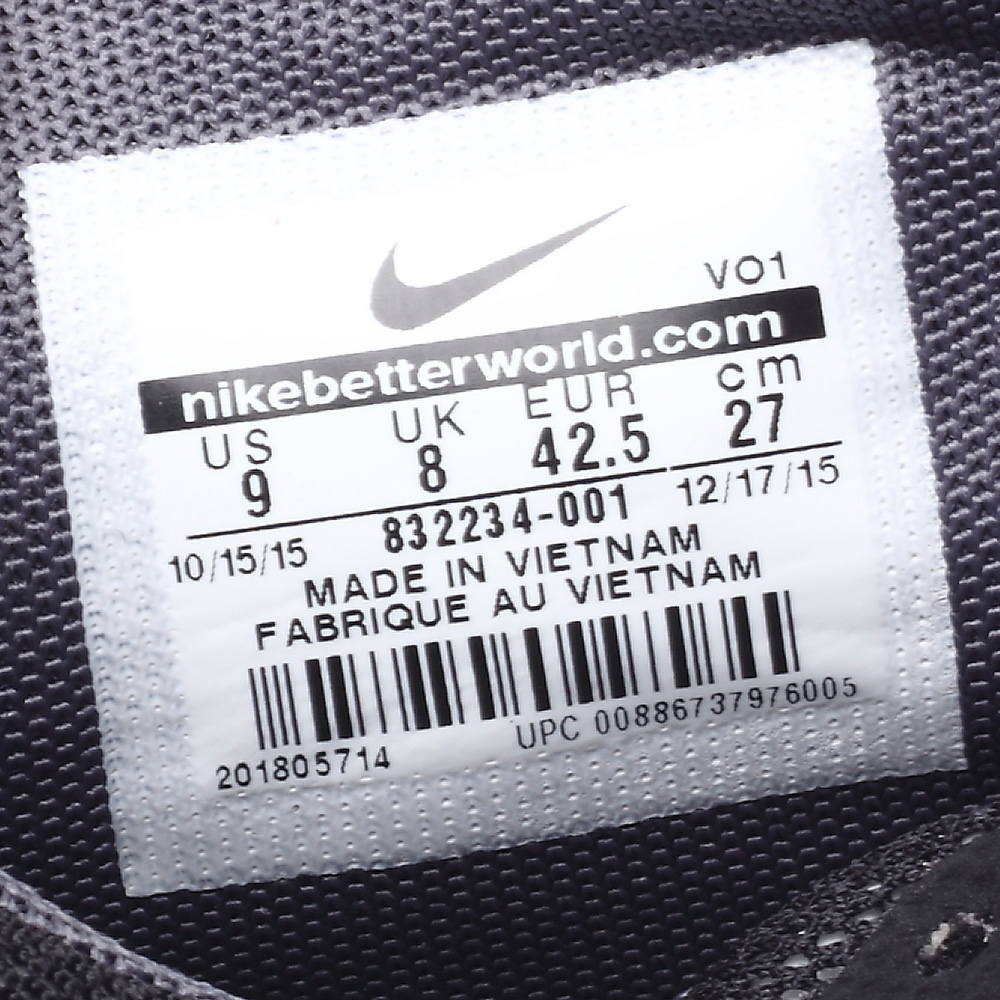 VO1
nikebetterworld.com
US UK EUR cm
9 8 42.5 27
10/15/15 832234-001 12/17/15
MADE IN VIETNAM
FABRIQUE AU VIETNAM
201805714 UPC 00886737976005